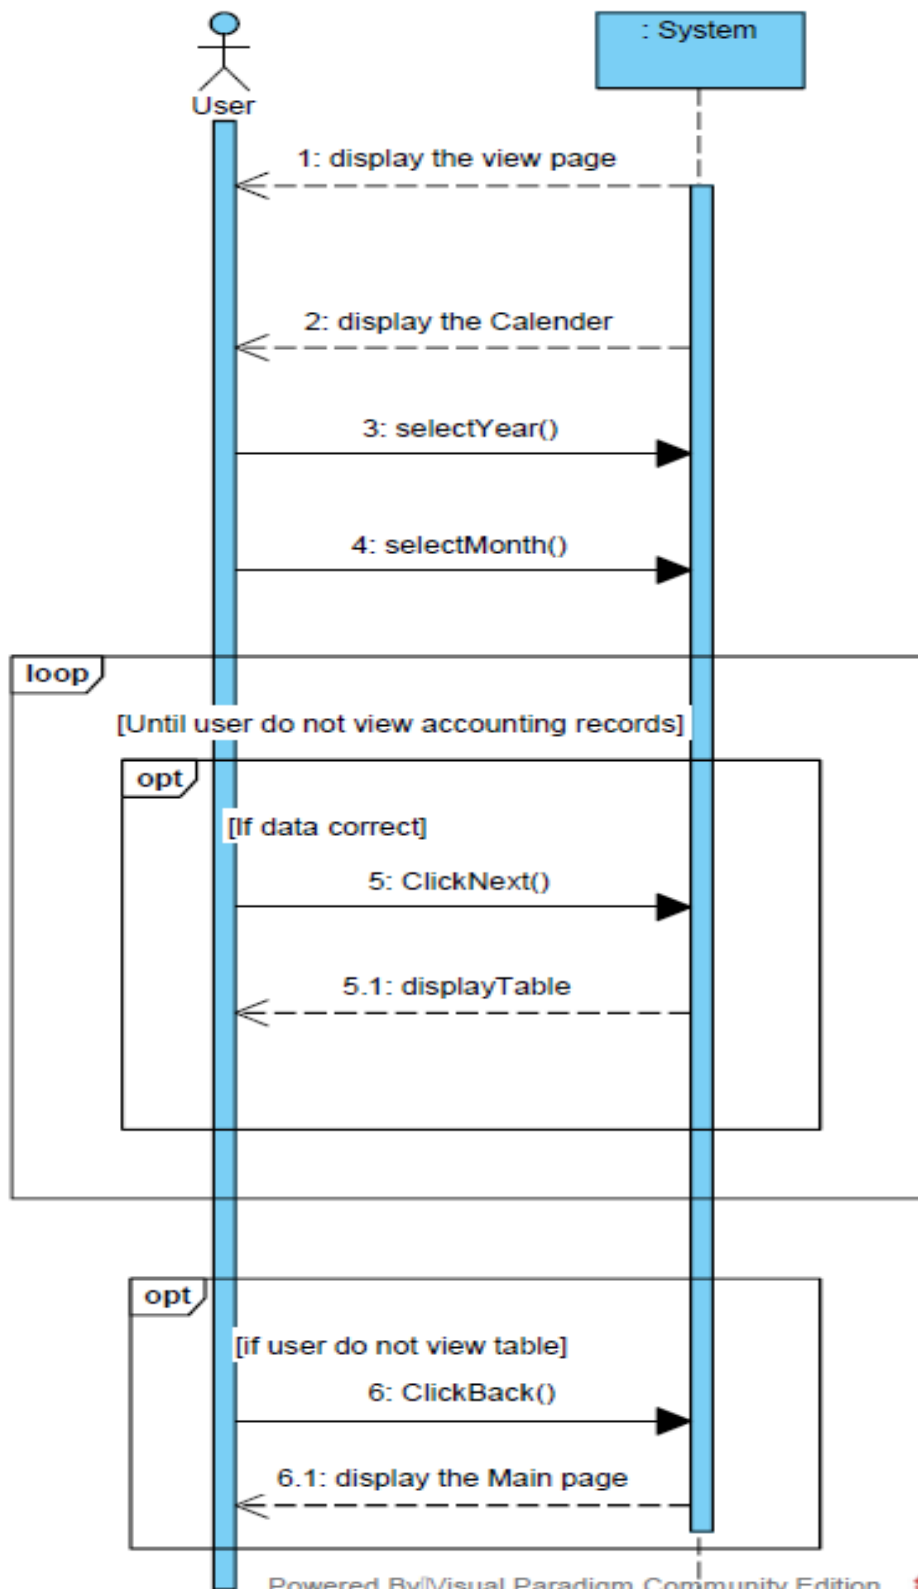 : System
User
1: display the view page
2: display the Calender
3: selectYear()
4: selectMonth()
loop
[Until user do not view accounting records]
opt
[If data correct]
5: ClickNext()
5.1: displayTable
opt
[if user do not view table]
6: ClickBack()
6.1: display the Main page
Powered By Visual Paradigm Community Edition